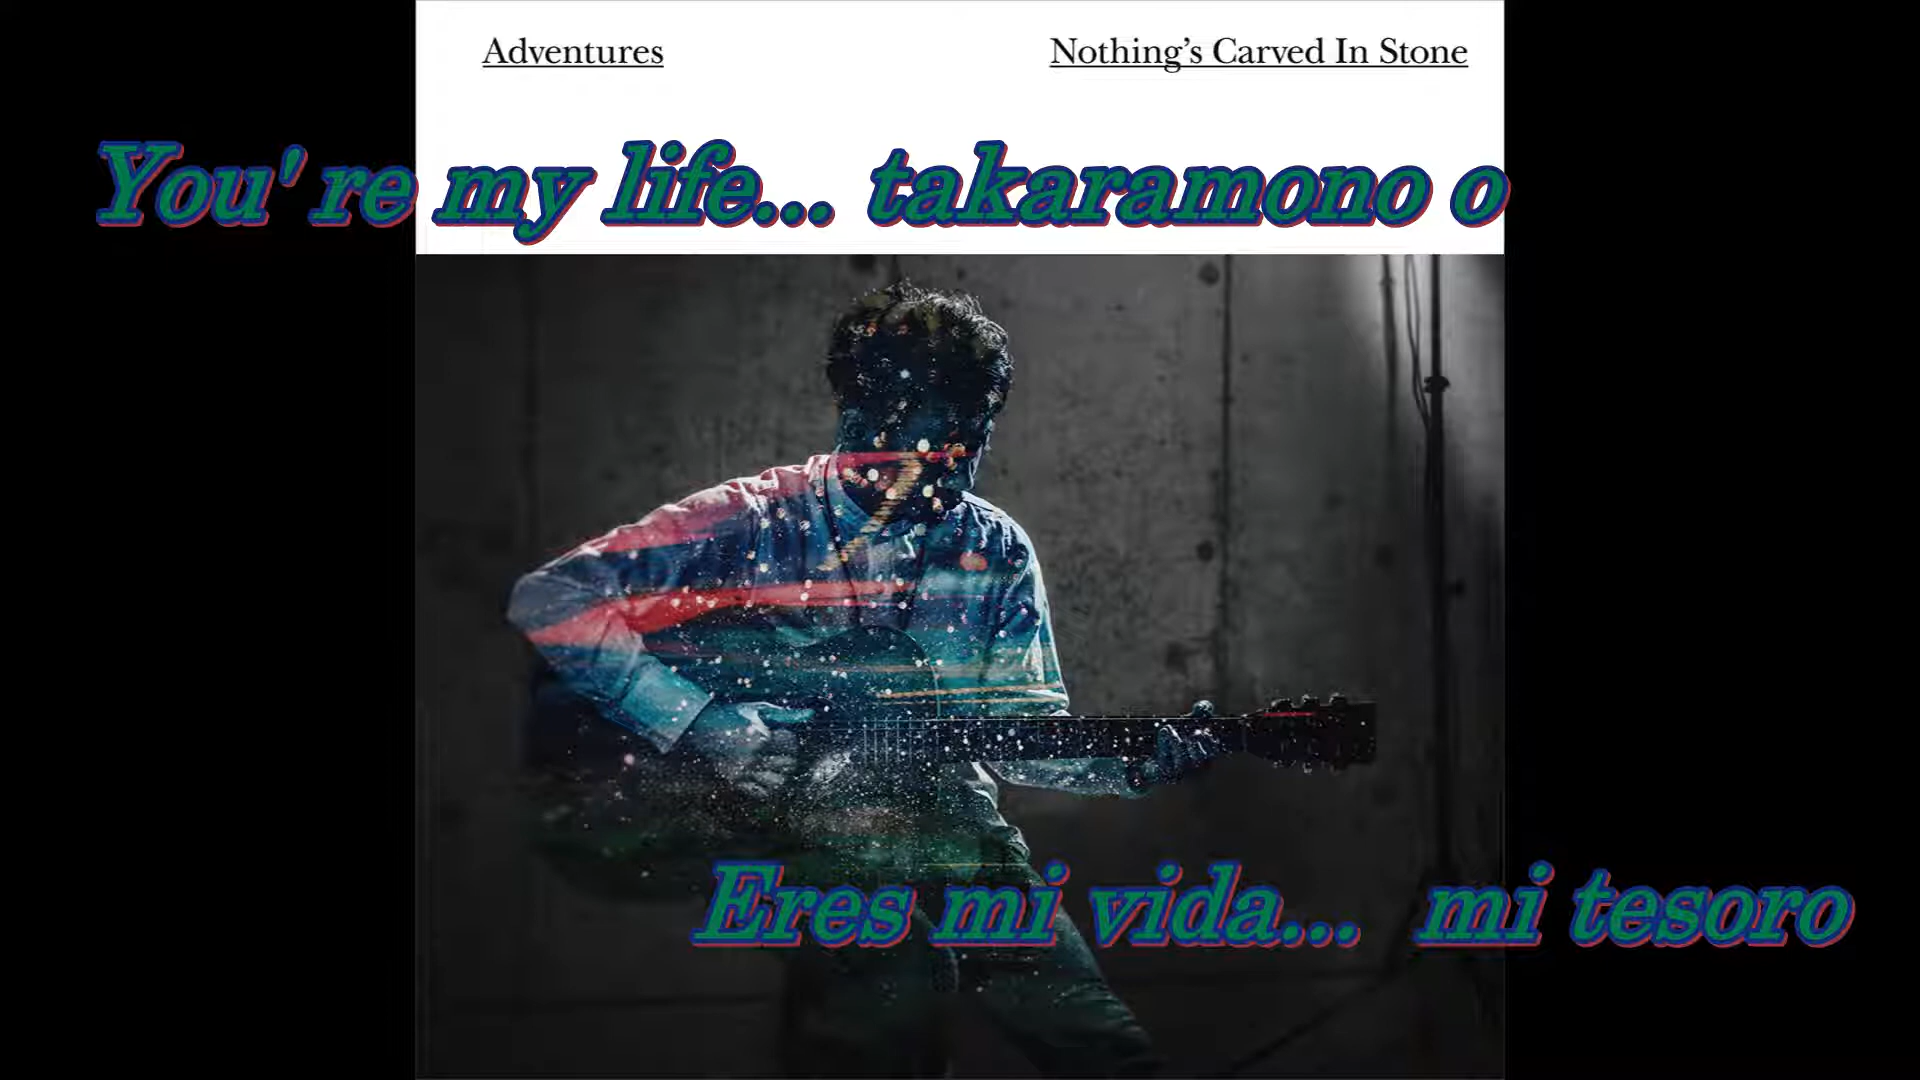 Adventures
Nothing’s Carved In Stone
You're my life... takaramono o
Eres mi vida... mi tesoro